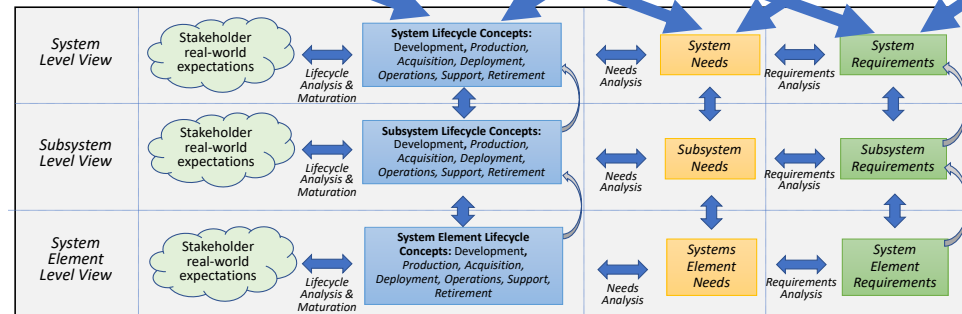 System
Level View
Stakeholder
real-world
expectations
Lifecycle
Analysis &
Maturation
System Lifecycle Concepts:
Development, Production,
Acquisition, Deployment,
Operations, Support, Retirement
Needs
Analysis
System
Needs
Requirements
Analysis
System
Requirements
Subsystem
Level View
Stakeholder
real-world
expectations
Lifecycle
Analysis &
Maturation
Subsystem Lifecycle Concepts:
Development, Production,
Acquisition, Deployment,
Operations, Support, Retirement
Needs
Analysis
Subsystem
Needs
Requirements
Analysis
Subsystem
Requirements
System
Element
Level View
Stakeholder
real-world
expectations
Lifecycle
Analysis &
Maturation
System Element Lifecycle
Concepts: Development,
Production, Acquisition,
Deployment, Operations, Support,
Retirement
Needs
Analysis
Systems
Element
Needs
Requirements
Analysis
System
Element
Requirements